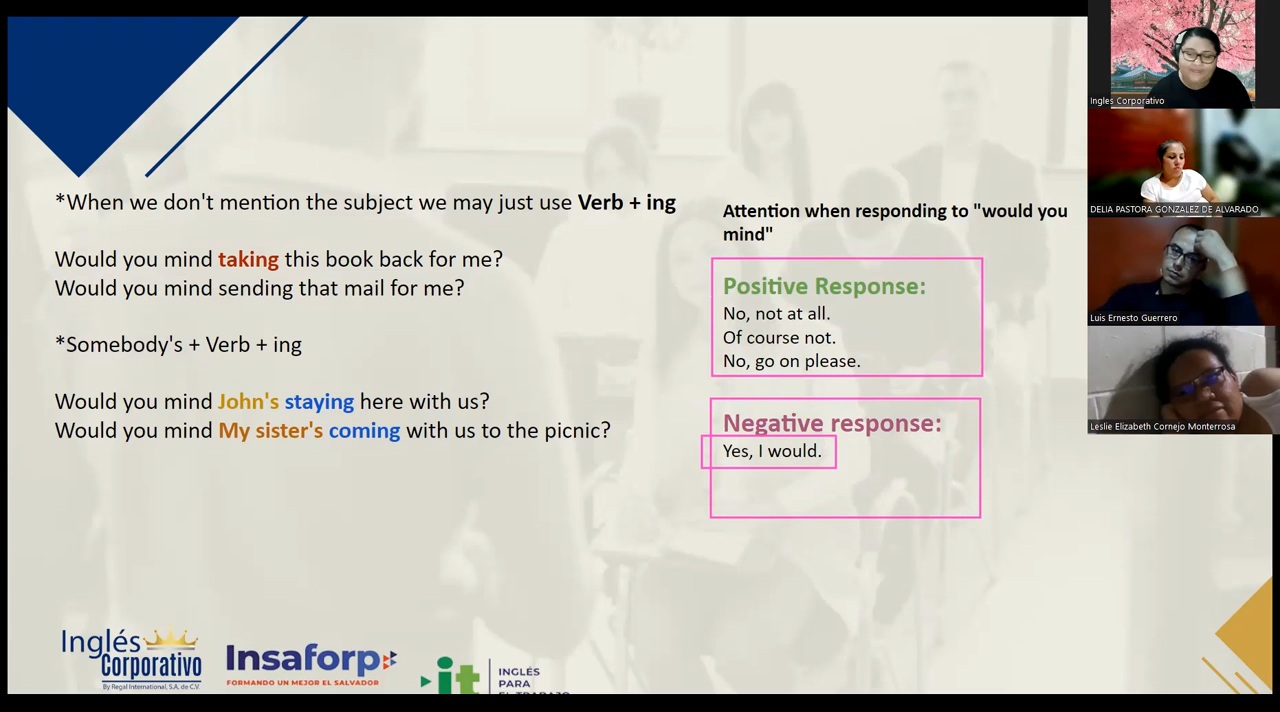 *When we don't mention the subject we may just use Verb + ing
Would you mind taking this book back for me?
Would you mind sending that mail for me?
*Somebody's + Verb + ing
Would you mind John's staying here with us?
Would you mind My sister's coming with us to the picnic?
Attention when responding to "would you
mind"
Positive Response:
No, not at all.
Of course not.
No, go on please.
Negative response:
Yes, I would.
Ingles Corporativo
DELIA PASTORA GONZALEZ DE ALVARADO
Luis Ernesto Guerrero
Leslie Elizabeth Cornejo Monterrosa
Inglés
Corporativo
By Regal International, S.A. de C.V.
Insaforp
FORMANDO UN MEJOR EL SALVADOR
it
INGLÉS
PARA
EL TRABAJO